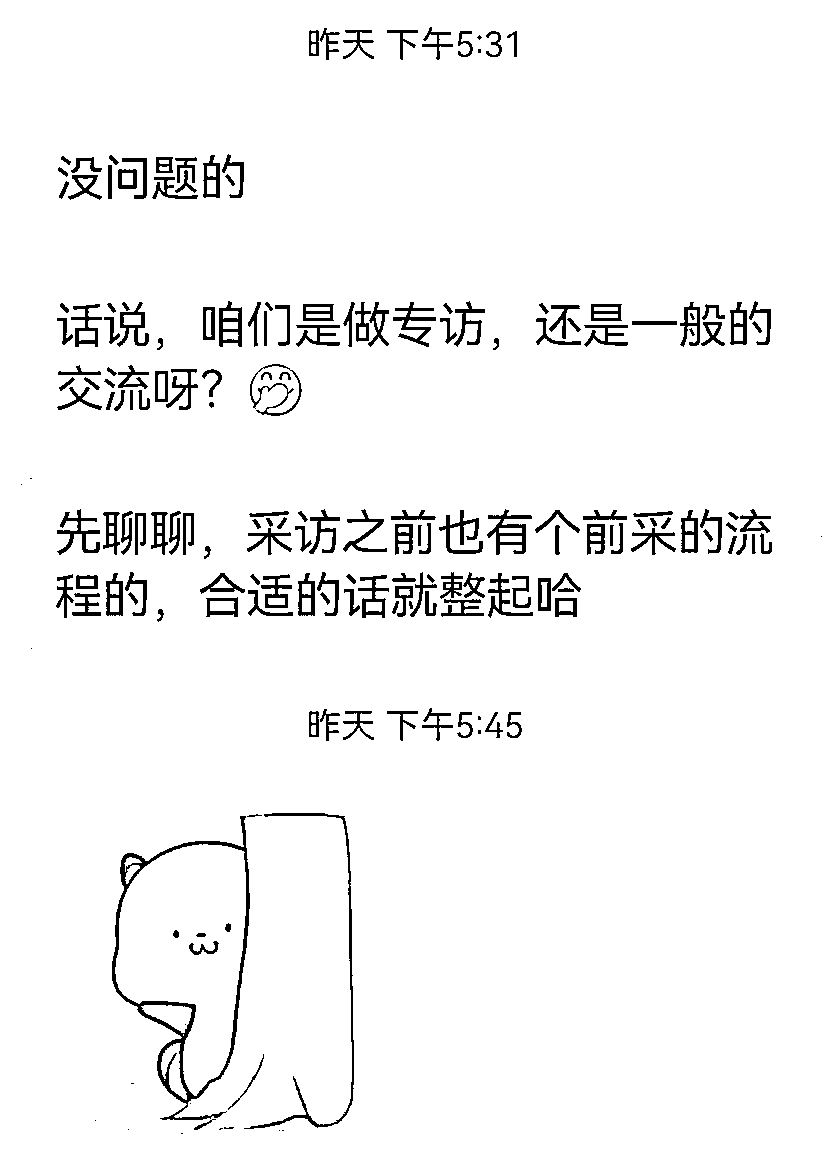 昨天 下午5:31
没问题的
话说，咱们是做专访，还是一般的
交流呀？🤭
先聊聊，采访之前也有个前采的流
程的，合适的话就整起哈
昨天 下午5:45